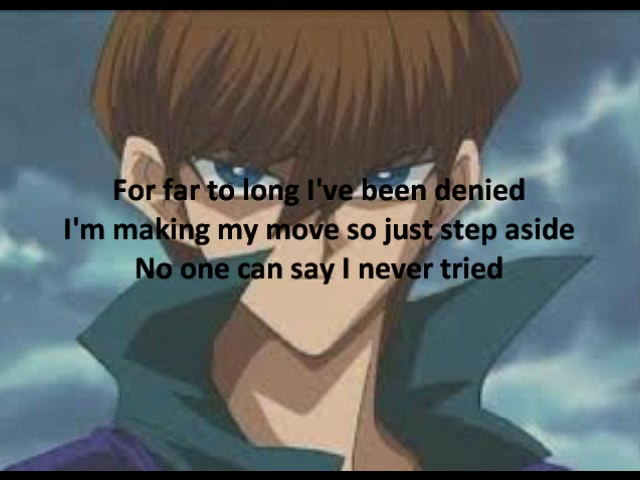 For far to long I've been denied
I'm making my move so just step aside
No one can say I never tried